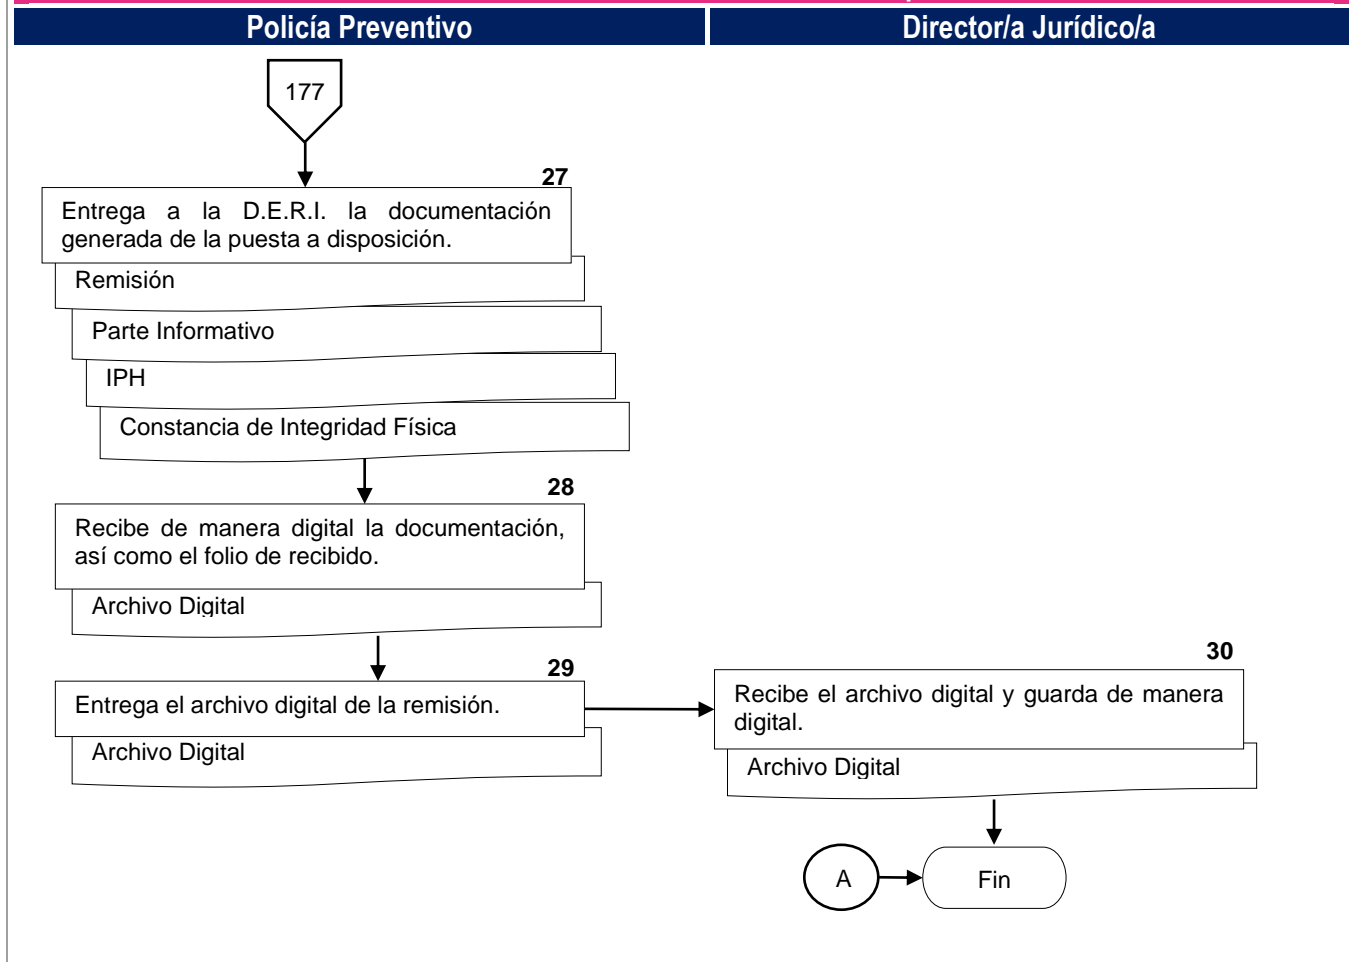 Policía Preventivo
Director/a Jurídico/a
177
27
Entrega a la D.E.R.I. la documentación
generada de la puesta a disposición.
Remisión
Parte Informativo
IPH
Constancia de Integridad Física
28
Recibe de manera digital la documentación,
así como el folio de recibido.
Archivo Digital
29
Entrega el archivo digital de la remisión.
Archivo Digital
30
Recibe el archivo digital y guarda de manera
digital.
Archivo Digital
A
Fin